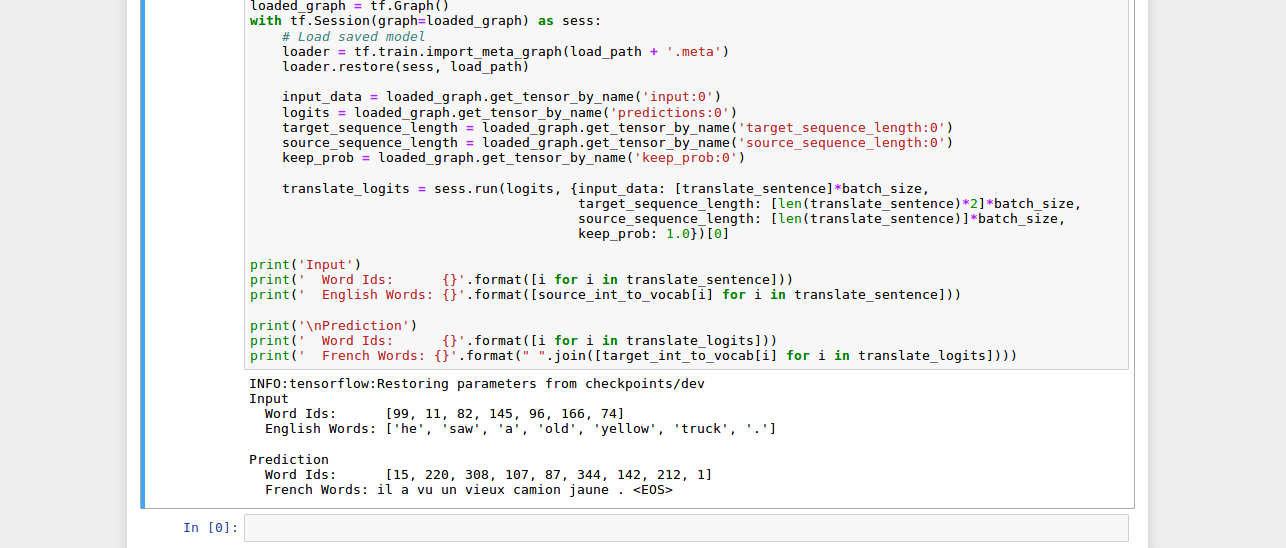 loaded_graph = tf.Graph()
with tf.Session(graph=loaded_graph) as sess:
    # Load saved model
    loader = tf.train.import_meta_graph(load_path + '.meta')
    loader.restore(sess, load_path)

    input_data = loaded_graph.get_tensor_by_name('input:0')
    logits = loaded_graph.get_tensor_by_name('predictions:0')
    target_sequence_length = loaded_graph.get_tensor_by_name('target_sequence_length:0')
    source_sequence_length = loaded_graph.get_tensor_by_name('source_sequence_length:0')
    keep_prob = loaded_graph.get_tensor_by_name('keep_prob:0')

    translate_logits = sess.run(logits, {input_data: [translate_sentence]*batch_size,
                                         target_sequence_length: [len(translate_sentence)*2]*batch_size,
                                         source_sequence_length: [len(translate_sentence)]*batch_size,
                                         keep_prob: 1.0})[0]

print('Input')
print('  Word Ids:      {}'.format([i for i in translate_sentence]))
print('  English Words: {}'.format([source_int_to_vocab[i] for i in translate_sentence]))

print('\nPrediction')
print('  Word Ids:      {}'.format([i for i in translate_logits]))
print('  French Words: {}'.format(" ".join([target_int_to_vocab[i] for i in translate_logits])))
INFO:tensorflow:Restoring parameters from checkpoints/dev
Input
  Word Ids:      [99, 11, 82, 145, 96, 166, 74]
  English Words: ['he', 'saw', 'a', 'old', 'yellow', 'truck', '.']

Prediction
  Word Ids:      [15, 220, 308, 107, 87, 344, 142, 212, 1]
  French Words: il a vu un vieux camion jaune . <EOS>
In [0]: